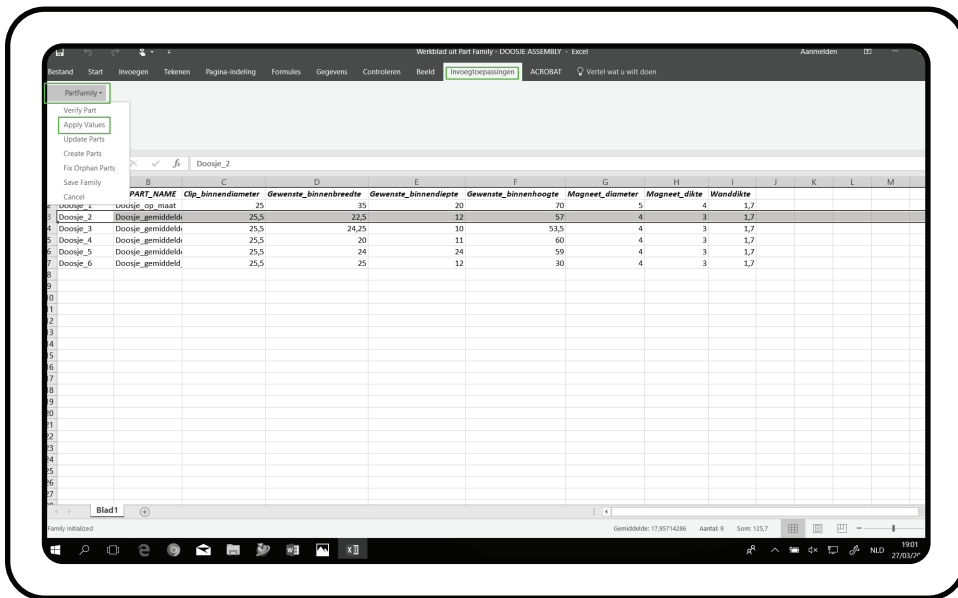 Werkblad uit Part Family - DOOSJE ASSEMBLY - Excel Aanmelden
Bestand Start Invoegen Tekenen Pagina-indeling Formules Gegevens Controleren Beeld Invoegtoepassingen ACROBAT Vertel wat u wilt doen
PartFamily
Verify Part
Apply Values
Update Parts
Create Parts
Fix Orphan Parts
Save Family
Cancel
fx Doosje_2
B C D E F G H I J K L M
PART_NAME Clip_binnendiameter Gewenste_binnenbreedte Gewenste_binnendiepte Gewenste_binnenhoogte Magneet_diameter Magneet_dikte Wanddikte
2 Doosje_1 Doosje_op_maat 25 35 20 70 5 4 1,7
3 Doosje_2 Doosje_gemiddeld 25,5 22,5 12 57 4 3 1,7
4 Doosje_3 Doosje_gemiddeld 25,5 24,25 10 53,5 4 3 1,7
5 Doosje_4 Doosje_gemiddeld 25,5 20 11 60 4 3 1,7
6 Doosje_5 Doosje_gemiddeld 25,5 24 24 59 4 3 1,7
7 Doosje_6 Doosje_gemiddeld_ 25,5 25 12 30 4 3 1,7
8
9
10
11
12
13
14
15
16
17
18
19
20
21
22
23
24
25
26
27
Blad1
Family Initialized Gemiddelde: 17,95714286 Aantal: 9 Som: 125,7
NLD 19:01
27/03/20